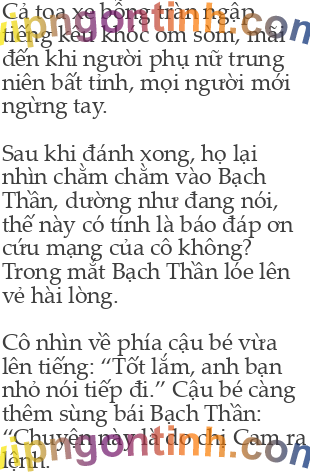 Cả toa xe bỗng tràn ngập
tiếng kêu khóc om sòm, mãi
đến khi người phụ nữ trung
niên bất tỉnh, mọi người mới
ngừng tay.
Sau khi đánh xong, họ lại
nhìn chằm chằm vào Bạch
Thần, dường như đang nói,
thế này có tính là báo đáp ơn
cứu mạng của cô không?
Trong mắt Bạch Thần lóe lên
vẻ hài lòng.
Cô nhìn về phía cậu bé vừa
lên tiếng: “Tốt lắm, anh bạn
nhỏ nói tiếp đi.” Cậu bé càng
thêm sùng bái Bạch Thần:
“Chuyện này là do chị Cam ra
lệnh.
vipngontinh.com
vipngontinh.com